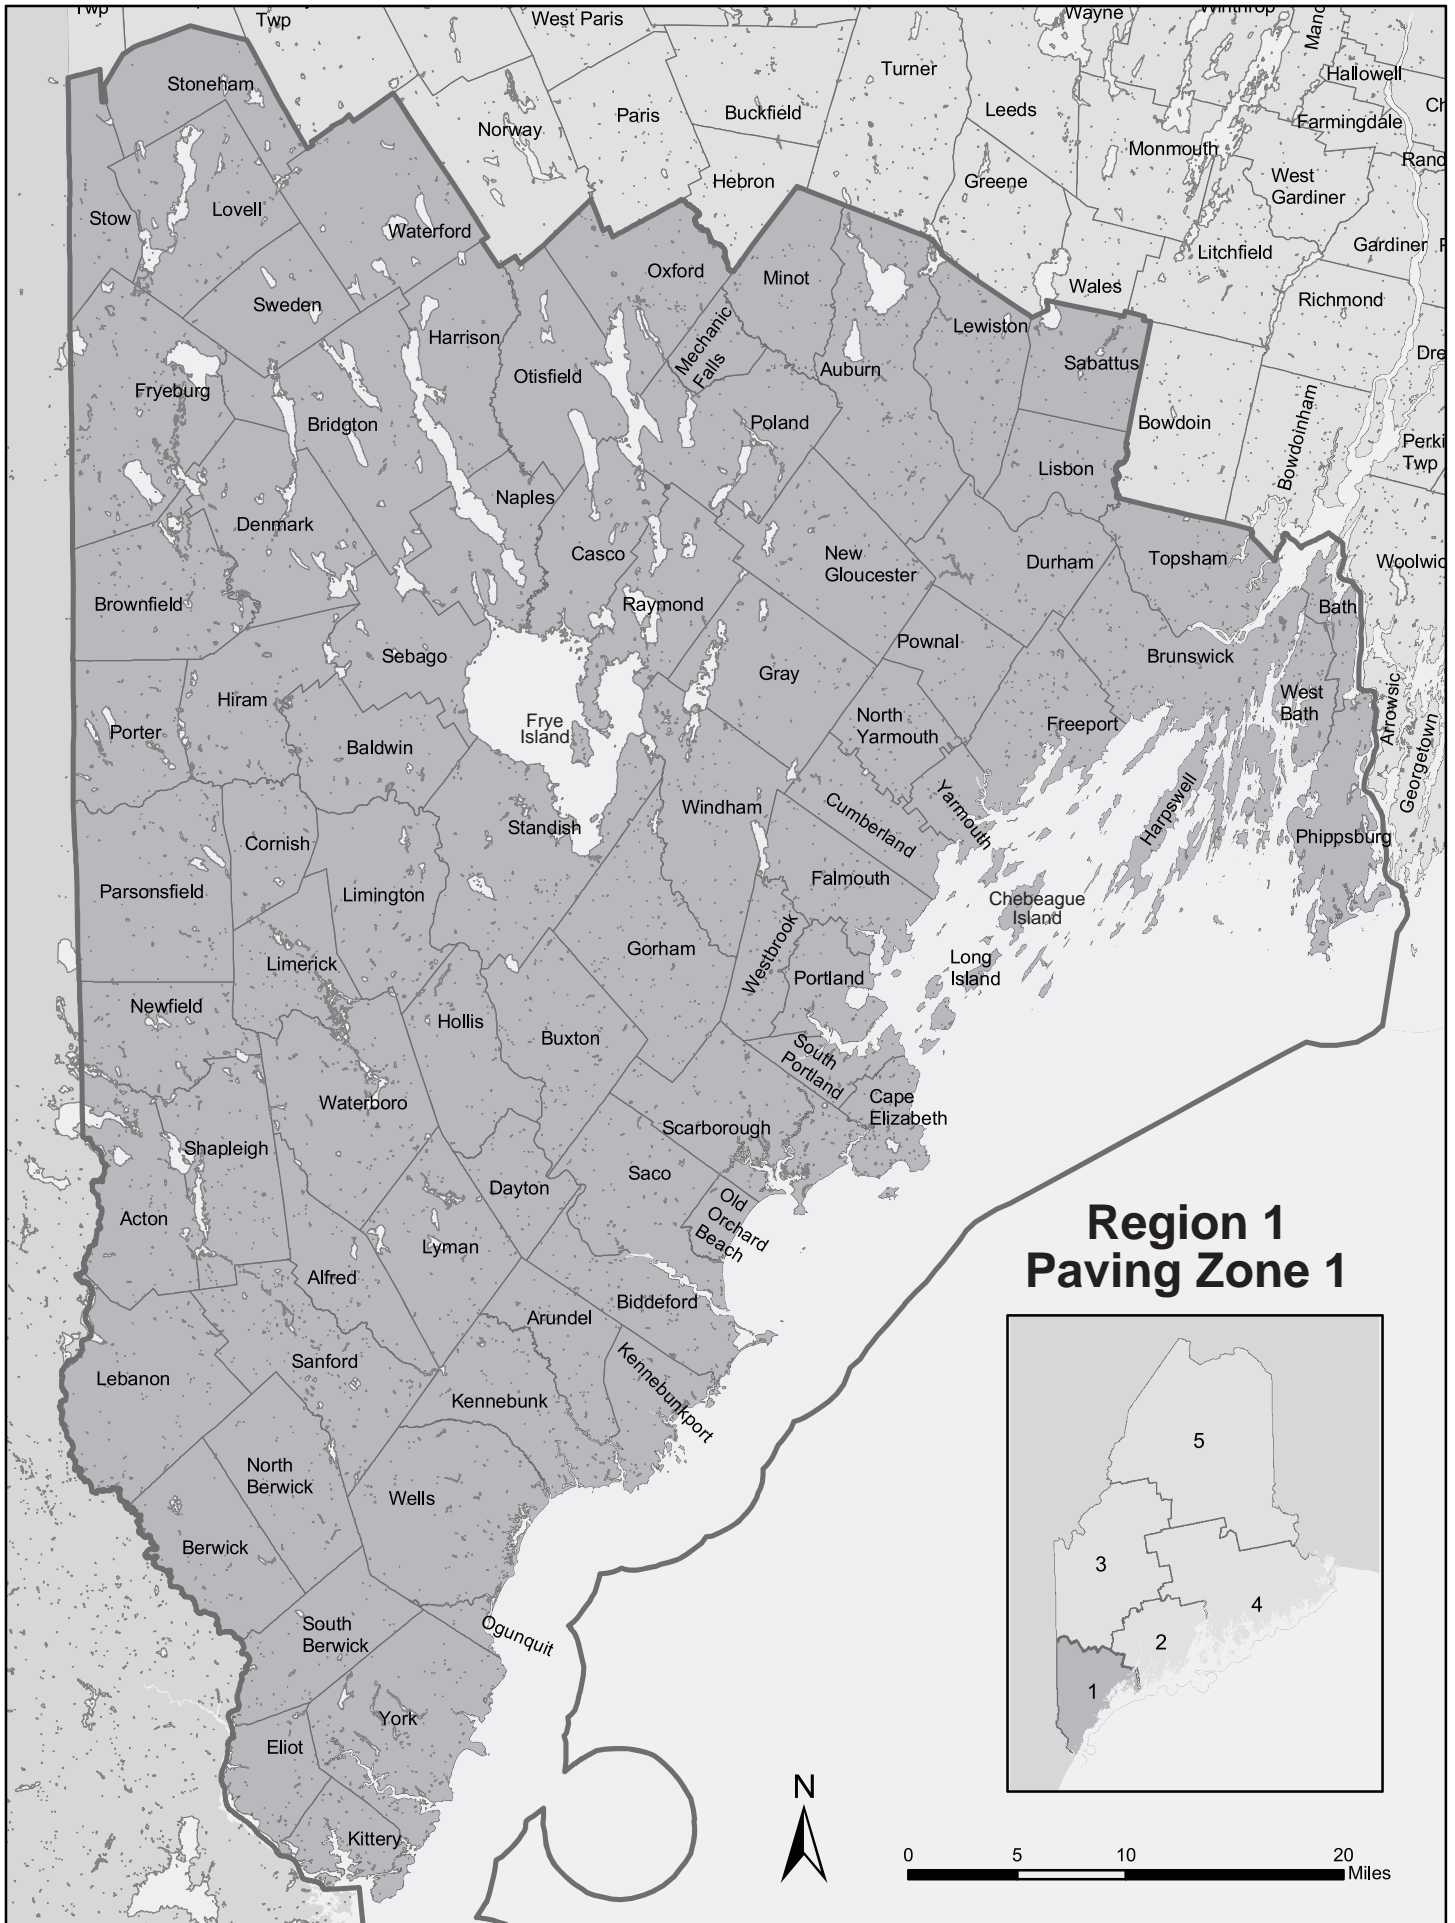 Twp
Twp
West Paris
Wayne
Winthrop
Hallowell
Turner
Leeds
Farmingdale
Norway
Paris
Buckfield
Monmouth
Stoneham
Hebron
Greene
West
Gardiner
Stow
Lovell
Waterford
Litchfield
Gardiner
Oxford
Minot
Wales
Richmond
Sweden
Harrison
Mechanic
Falls
Lewiston
Sabattus
Otisfield
Auburn
Fryeburg
Bridgton
Poland
Bowdoin
Bowdoinham
Twp
Lisbon
Denmark
Naples
Casco
New
Gloucester
Durham
Topsham
Brownfield
Raymond
Bath
Sebago
Pownal
Brunswick
Hiram
Gray
West
Bath
Porter
Frye
Island
North
Yarmouth
Freeport
Arrowsic
Georgetown
Baldwin
Windham
Cumberland
Yarmouth
Harpswell
Cornish
Standish
Phippsburg
Parsonsfield
Limington
Falmouth
Chebeague
Island
Limerick
Gorham
Westbrook
Portland
Long
Island
Newfield
Hollis
Buxton
South
Portland
Waterboro
Cape
Elizabeth
Scarborough
Shapleigh
Saco
Dayton
Old
Orchard
Beach
Acton
Lyman
Alfred
Biddeford
Arundel
Lebanon
Sanford
Kennebunk
Kennebunkport
North
Berwick
Wells
Berwick
South
Berwick
Ogunquit
York
Eliot
Kittery
Region 1
Paving Zone 1
5
3
4
2
1
N
0 5 10 20
Miles